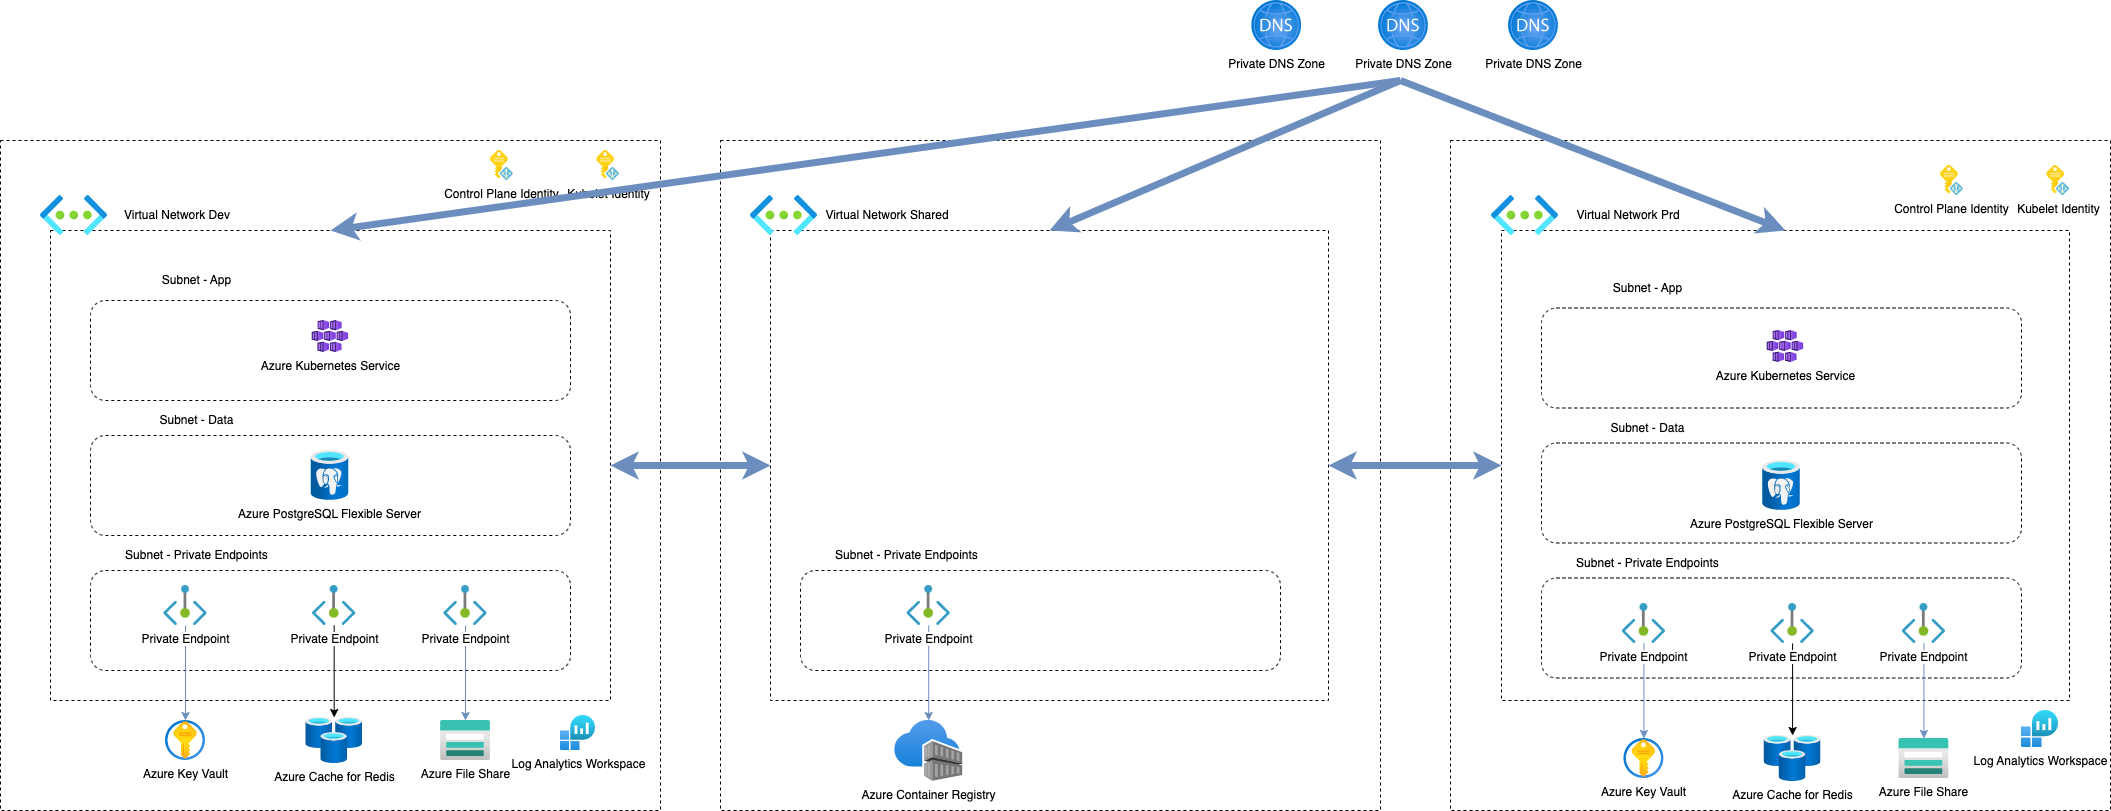 DNS
DNS
DNS
Private DNS Zone
Private DNS Zone
Private DNS Zone
Control Plane Identity
Kubelet Identity
Virtual Network Dev
Subnet - App
Azure Kubernetes Service
Subnet - Data
Azure PostgreSQL Flexible Server
Subnet - Private Endpoints
Private Endpoint
Private Endpoint
Private Endpoint
Azure Key Vault
Azure Cache for Redis
Azure File Share
Log Analytics Workspace
Virtual Network Shared
Subnet - Private Endpoints
Private Endpoint
Azure Container Registry
Control Plane Identity
Kubelet Identity
Virtual Network Prd
Subnet - App
Azure Kubernetes Service
Subnet - Data
Azure PostgreSQL Flexible Server
Subnet - Private Endpoints
Private Endpoint
Private Endpoint
Private Endpoint
Azure Key Vault
Azure Cache for Redis
Azure File Share
Log Analytics Workspace